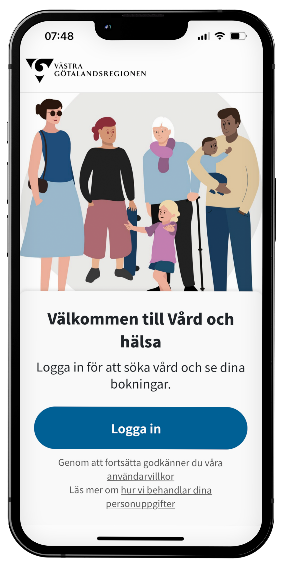 07:48
VÄSTRA
GÖTALANDSREGIONEN
Välkommen till Vård och
hälsa
Logga in för att söka vård och se dina
bokningar.
Logga in
Genom att fortsätta godkänner du våra
användarvillkor
Läs mer om hur vi behandlar dina
personuppgifter